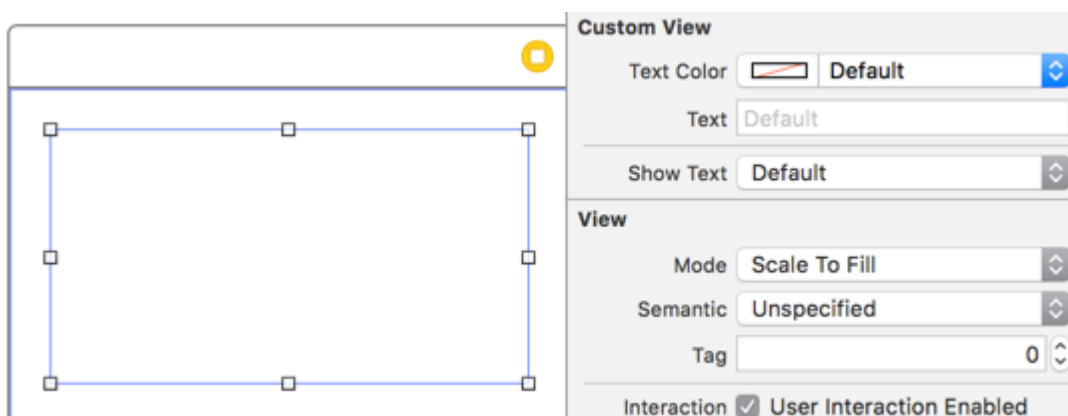 Custom View
Text Color Default
Text Default
Show Text Default
View
Mode Scale To Fill
Semantic Unspecified
Tag 0
Interaction User Interaction Enabled